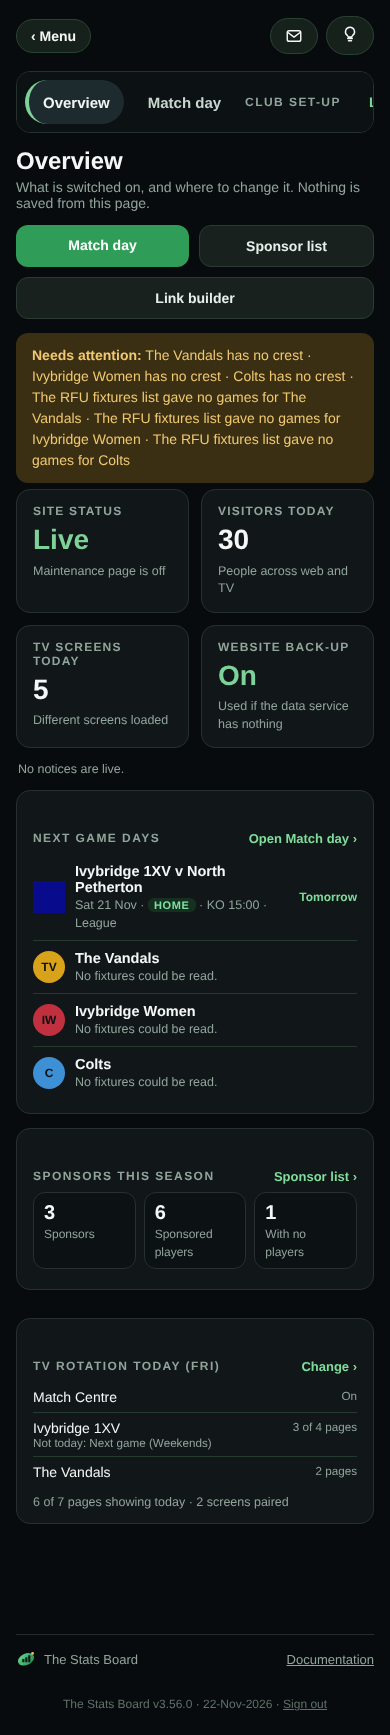 ‹ Menu
Overview
Match day
CLUB SET-UP
Overview
What is switched on, and where to change it. Nothing is
saved from this page.
Match day
Sponsor list
Link builder
Needs attention: The Vandals has no crest ·
Ivybridge Women has no crest · Colts has no crest ·
The RFU fixtures list gave no games for The
Vandals · The RFU fixtures list gave no games for
Ivybridge Women · The RFU fixtures list gave no
games for Colts
SITE STATUS
Live
Maintenance page is off
VISITORS TODAY
30
People across web and
TV
TV SCREENS
TODAY
5
Different screens loaded
WEBSITE BACK-UP
On
Used if the data service
has nothing
No notices are live.
NEXT GAME DAYS
Open Match day ›
Ivybridge 1XV v North
Petherton
Sat 21 Nov · HOME · KO 15:00 ·
League
Tomorrow
TV
The Vandals
No fixtures could be read.
IW
Ivybridge Women
No fixtures could be read.
C
Colts
No fixtures could be read.
SPONSORS THIS SEASON
Sponsor list ›
3
Sponsors
6
Sponsored
players
1
With no
players
TV ROTATION TODAY (FRI)
Change ›
Match Centre
On
Ivybridge 1XV
3 of 4 pages
Not today: Next game (Weekends)
The Vandals
2 pages
6 of 7 pages showing today · 2 screens paired
The Stats Board
Documentation
The Stats Board v3.56.0 · 22-Nov-2026 · Sign out